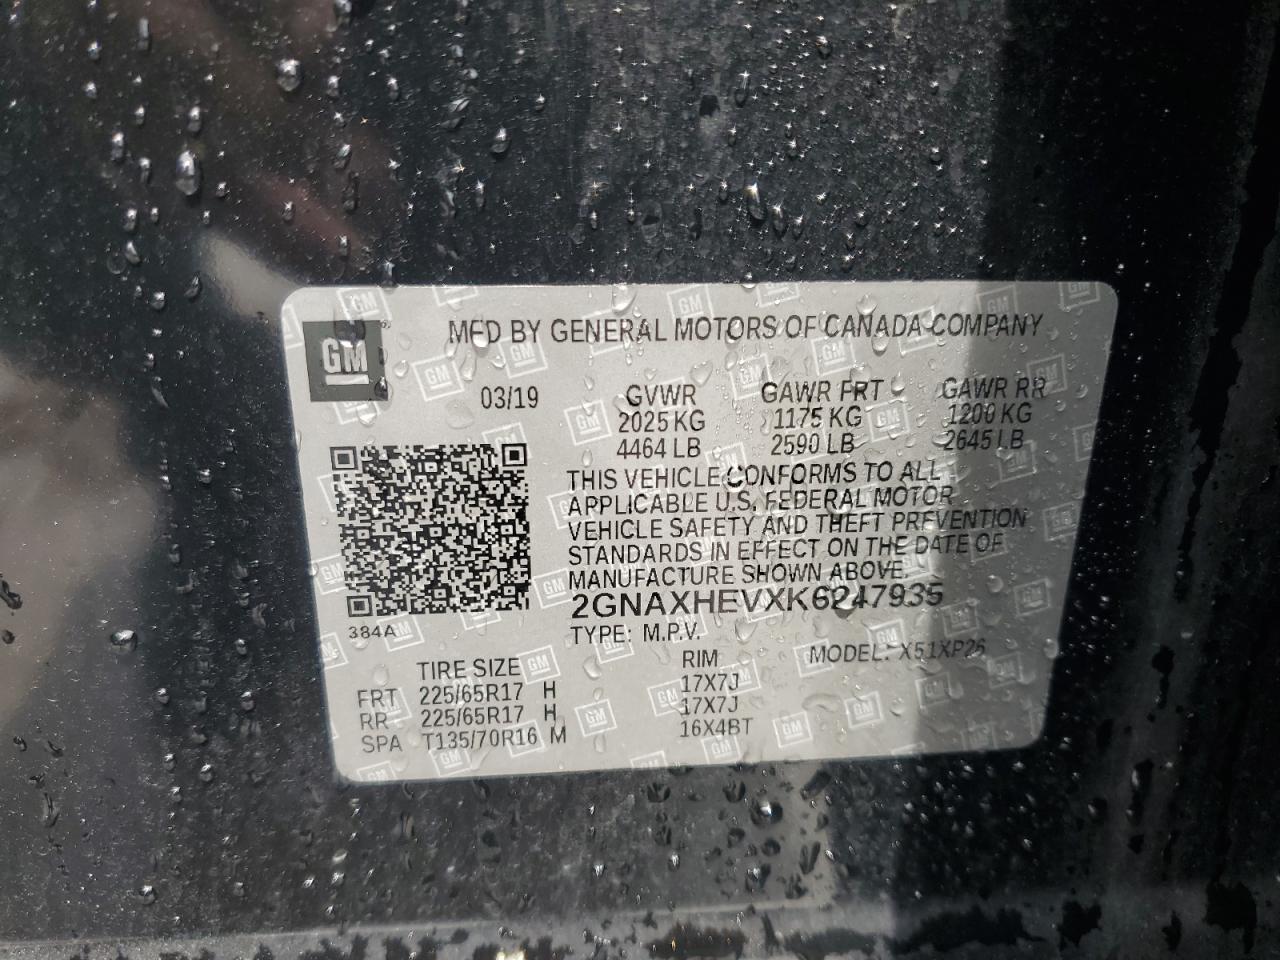 GM
MFD BY GENERAL MOTORS OF CANADA COMPANY
03/19 GVWR GAWR FRT GAWR RR
2025 KG 1175 KG 1200 KG
4464 LB 2590 LB 2645 LB
THIS VEHICLE CONFORMS TO ALL
APPLICABLE U.S. FEDERAL MOTOR
VEHICLE SAFETY AND THEFT PREVENTION
STANDARDS IN EFFECT ON THE DATE OF
MANUFACTURE SHOWN ABOVE.
2GNAXHEVXK6247935
384A
TYPE: M.P.V. MODEL: X51XP26
TIRE SIZE RIM
FRT 225/65R17 H 17X7J
RR 225/65R17 H 17X7J
SPA T135/70R16 M 16X4BT